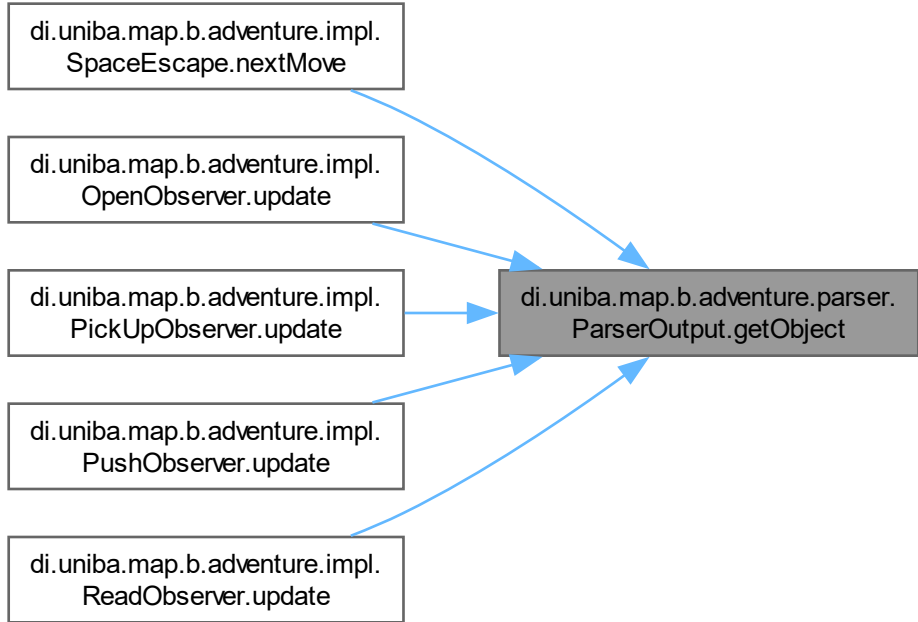 di.uniba.map.b.adventure.impl.
SpaceEscape.nextMove
di.uniba.map.b.adventure.impl.
OpenObserver.update
di.uniba.map.b.adventure.impl.
PickUpObserver.update
di.uniba.map.b.adventure.parser.
ParserOutput.getObject
di.uniba.map.b.adventure.impl.
PushObserver.update
di.uniba.map.b.adventure.impl.
ReadObserver.update